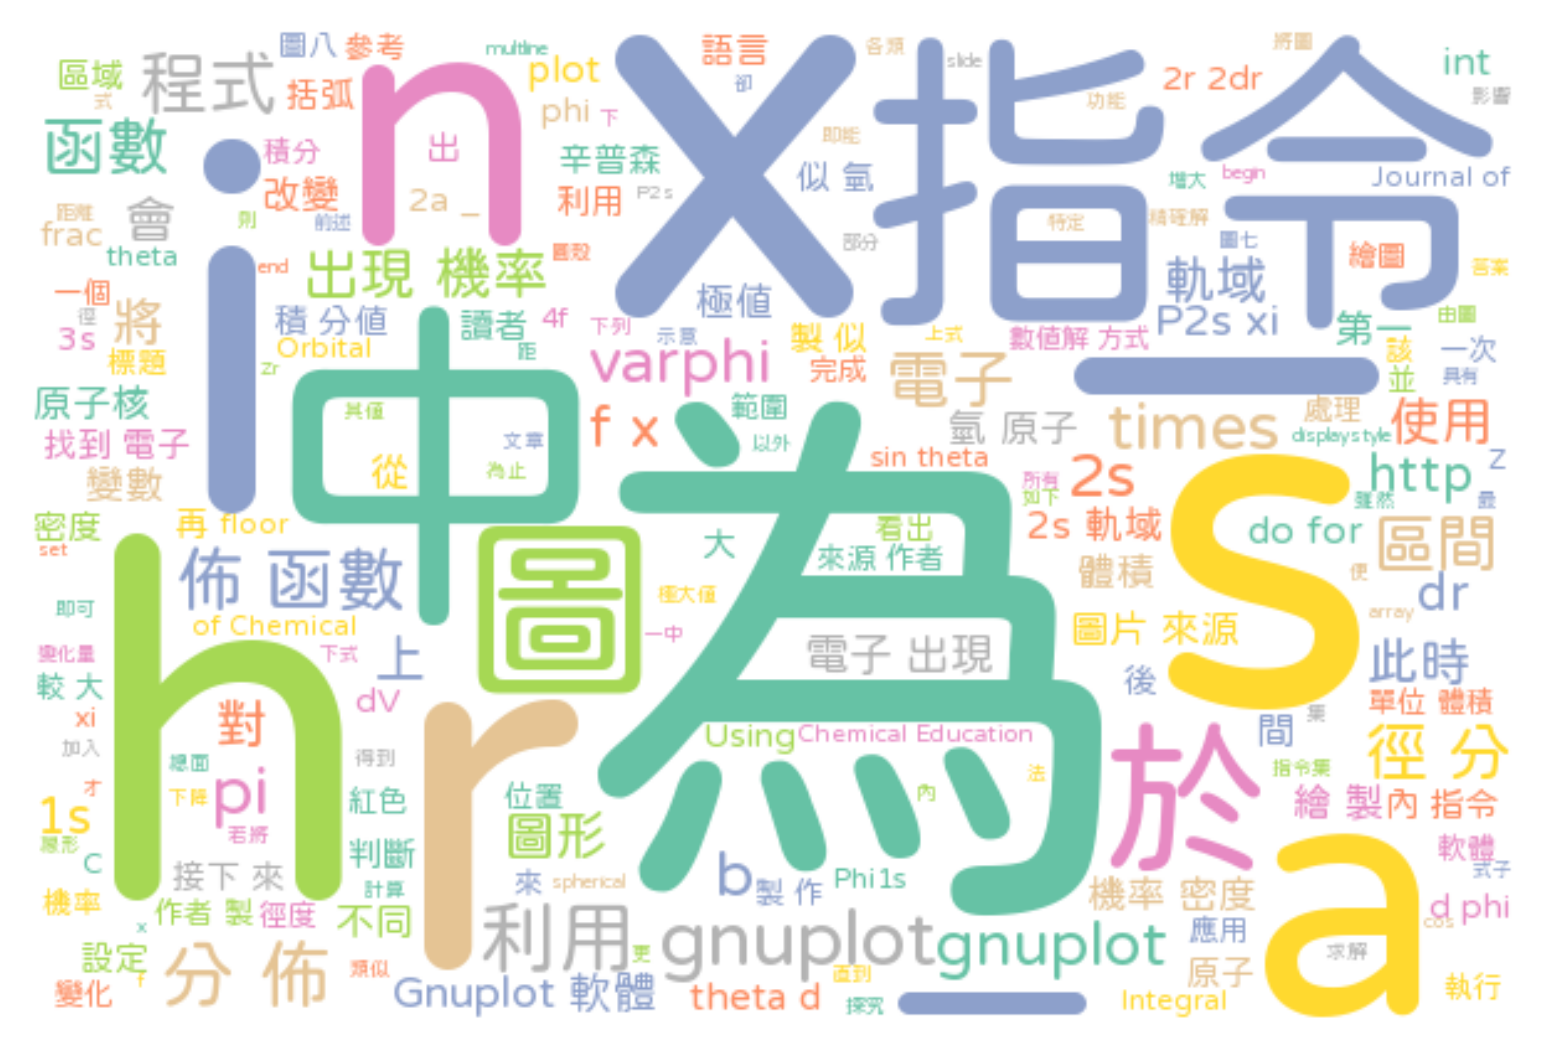 圖八 參考
multline
語言
各類
slide
將圖
int
區域
程式
括弧
plot
卻
2r 2dr
影響
式
n
phi
下
X
指令
功能
函數
i
積分
出
辛普森
即能
似 氫
增大
begin
Journal of
改變
2a _
利用
P2s
特定
精確解
距離
會
則
前述
部分
圖七
frac
theta
end
出現 機率
圓殼
軌域
繪圖
答案
一個
將
徑
積 分值
讀者
4f
下列
示意
極值
製 似
上式
數值解 方式
P2s xi
第一
由圖
3s
標題
Orbital
Zr
距
varphi
完成
電子
_
該
並
一次
具有
原子核
其值
中
f x
範圍
氫 原子
times
處理
使用
找到 電子
文章
以外
sin theta
displaystyle
變數
從
為止
為
所有
如下
2s
s
http
Z
雖然
最
密度
再
floor
大
看出
2s 軌域
do for
區間
set
佈 函數
圖
來源 作者
體積
便
即可
h
極大值
dr
array
of Chemical
一中
圖片 來源
變化量
下式
上
電子 出現
後
此時
較 大
dV
單位 體積
xi
對
r
Using
Chemical Education
於
間
集
加入
總面
得到
指令集
徑 分
才
下降
pi
紅色
位置
法
內
繪 製
內 指令
1s
若將
圖形
隱形
C
判斷
軟體
式子
接下 來
計算
來
spherical
b
製 作
Phi1s
機率 密度
a
機率
作者 製
徑度
不同
d phi
x
利用
gnuplot
gnuplot
應用
cos
設定
f
分 佈
類似
更
求解
變化
Gnuplot 軟體
theta d
直到
探究
_
原子
Integral
執行